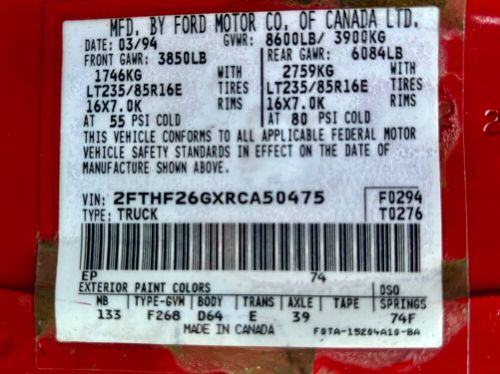 MFD. BY FORD MOTOR CO. OF CANADA LTD.
DATE: 03/94 GVWR: 8600LB/ 3900KG
FRONT GAWR: 3850LB REAR GAWR: 6084LB
1746KG WITH 2759KG WITH
LT235/85R16E TIRES LT235/85R16E TIRES
16X7.0K RIMS 16X7.0K RIMS
AT 55 PSI COLD AT 80 PSI COLD
THIS VEHICLE CONFORMS TO ALL APPLICABLE FEDERAL MOTOR
VEHICLE SAFETY STANDARDS IN EFFECT ON THE DATE OF
MANUFACTURE SHOWN ABOVE.
VIN: 2FTHF26GXRCA50475 F0294
TYPE: TRUCK T0276
EP 74
EXTERIOR PAINT COLORS DSO
WB TYPE-GVW BODY TRANS AXLE TAPE SPRINGS
133 F268 D64 E 39 74F
MADE IN CANADA F0TA-15204A10-BA